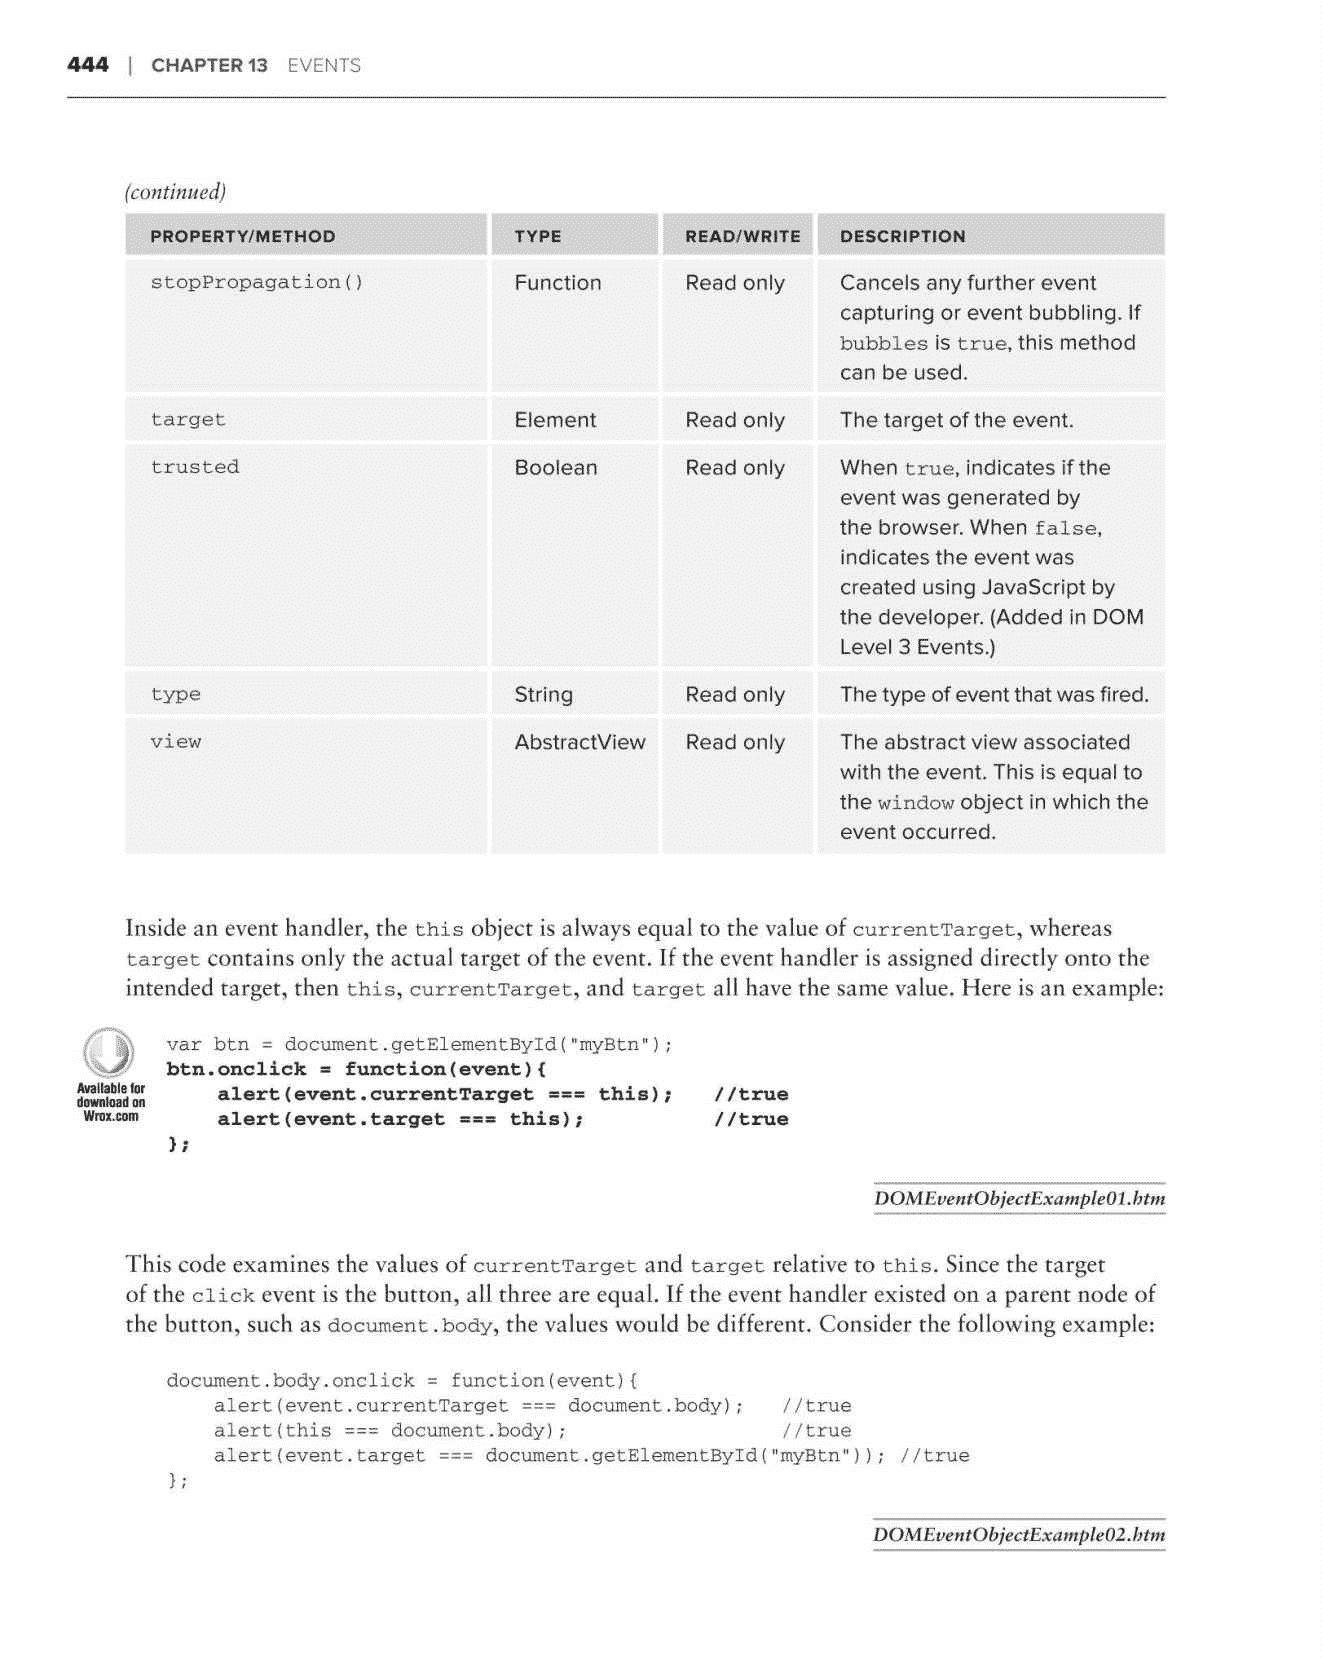 444 | CHAPTER 13 EVENTS
(continued)
PROPERTY/METHOD TYPE READ/WRITE DESCRIPTION
stopPropagation() Function Read only Cancels any further event
capturing or event bubbling. If
bubbles is true, this method
can be used.
target Element Read only The target of the event.
trusted Boolean Read only When true, indicates if the
event was generated by
the browser. When false,
indicates the event was
created using JavaScript by
the developer. (Added in DOM
Level 3 Events.)
type String Read only The type of event that was fired.
view AbstractView Read only The abstract view associated
with the event. This is equal to
the window object in which the
event occurred.
Inside an event handler, the this object is always equal to the value of currentTarget, whereas
target contains only the actual target of the event. If the event handler is assigned directly onto the
intended target, then this, currentTarget, and target all have the same value. Here is an example:
var btn = document.getElementById("myBtn");
btn.onclick = function(event){
alert(event.currentTarget === this); //true
alert(event.target === this); //true
};
Available for
download on
Wrox.com
DOMEventObjectExample01.htm
This code examines the values of currentTarget and target relative to this. Since the target
of the click event is the button, all three are equal. If the event handler existed on a parent node of
the button, such as document.body, the values would be different. Consider the following example:
document.body.onclick = function(event){
alert(event.currentTarget === document.body); //true
alert(this === document.body); //true
alert(event.target === document.getElementById("myBtn")); //true
};
DOMEventObjectExample02.htm